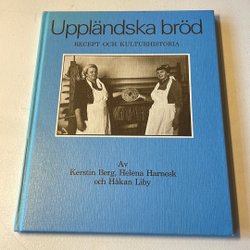 Uppländska bröd
RECEPT OCH KULTURHISTORIA
Av
Kerstin Berg, Helena Harnesk
och Håkan Liby